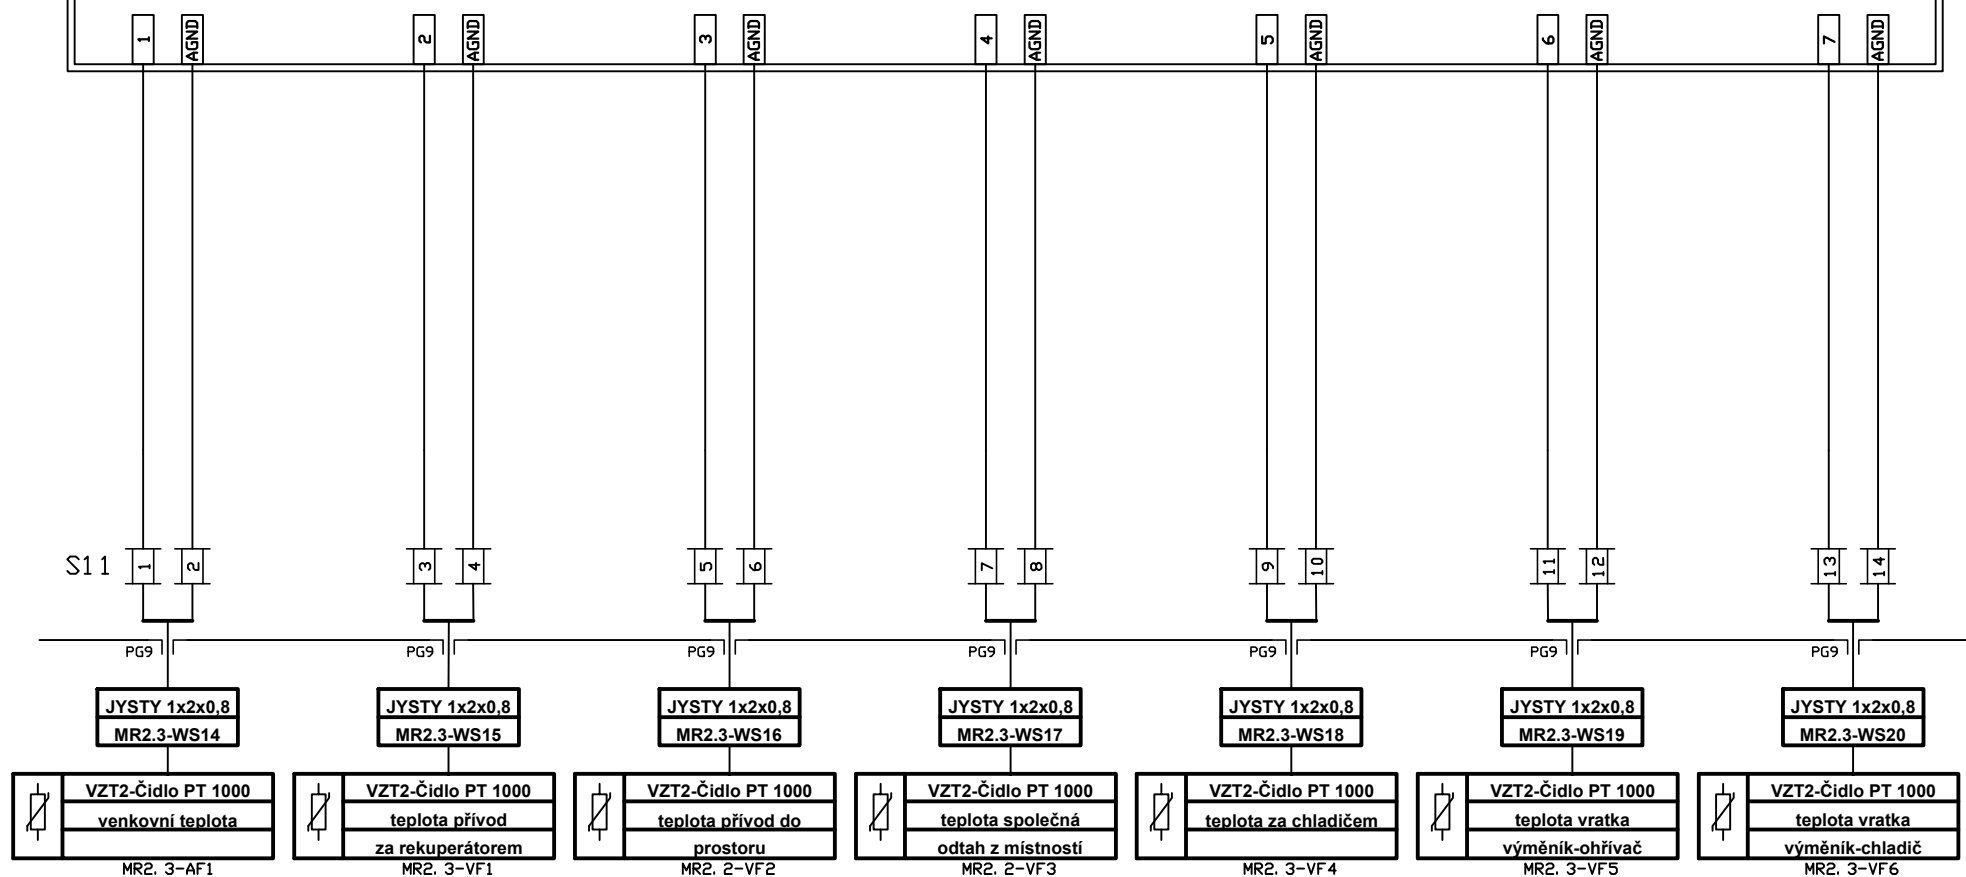 1 AGND 2 AGND 3 AGND 4 AGND 5 AGND 6 AGND 7 AGND
S11 1 2 3 4 5 6 7 8 9 10 11 12 13 14
PG9 PG9 PG9 PG9 PG9 PG9 PG9
JYSTY 1x2x0,8 JYSTY 1x2x0,8 JYSTY 1x2x0,8 JYSTY 1x2x0,8 JYSTY 1x2x0,8 JYSTY 1x2x0,8 JYSTY 1x2x0,8
MR2.3-WS14 MR2.3-WS15 MR2.3-WS16 MR2.3-WS17 MR2.3-WS18 MR2.3-WS19 MR2.3-WS20
VZT2-Čidlo PT 1000 VZT2-Čidlo PT 1000 VZT2-Čidlo PT 1000 VZT2-Čidlo PT 1000 VZT2-Čidlo PT 1000 VZT2-Čidlo PT 1000 VZT2-Čidlo PT 1000
venkovní teplota teplota přívod teplota přívod do teplota společná teplota za chladičem teplota vratka teplota vratka
za rekuperátorem prostoru odtah z místností výměník-ohřívač výměník-chladič
MR2.3-AF1 MR2.3-VF1 MR2.2-VF2 MR2.2-VF3 MR2.3-VF4 MR2.3-VF5 MR2.3-VF6